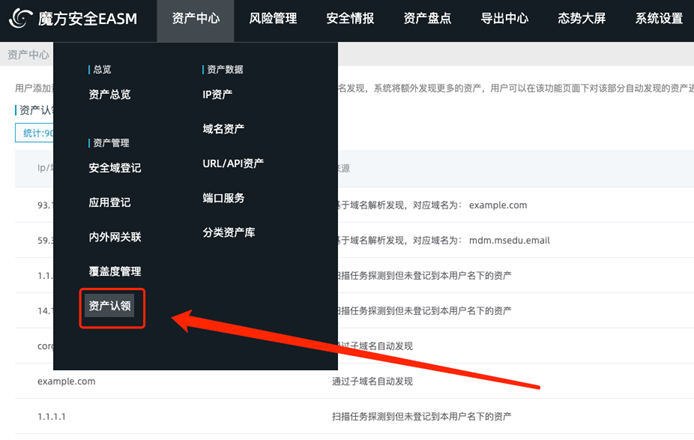 魔方安全EASM 资产中心 风险管理 安全情报 资产盘点 导出中心 态势大屏 系统设置
资产中心
总览 资产数据
用户添加 名发现，系统将额外发现更多的资产，用户可以在该功能页面下对该部分自动发现的资产进
资产总览 IP资产
资产认
域名资产
统计:90
资产管理
安全域登记 URL/API资产
Ip/ 来源
应用登记 端口服务
93.1 基于域名解析发现，对应域名为： example.com
内外网关联 分类资产库
59.3 基于域名解析发现，对应域名为： mdm.msedu.email
覆盖度管理
1.1. 扫描任务探测到但未登记到本用户名下的资产
资产认领
14.1 扫描任务探测到但未登记到本用户名下的资产
coro 通过子域名自动发现
example.com 通过子域名自动发现
1.1.1.1 扫描任务探测到但未登记到本用户名下的资产